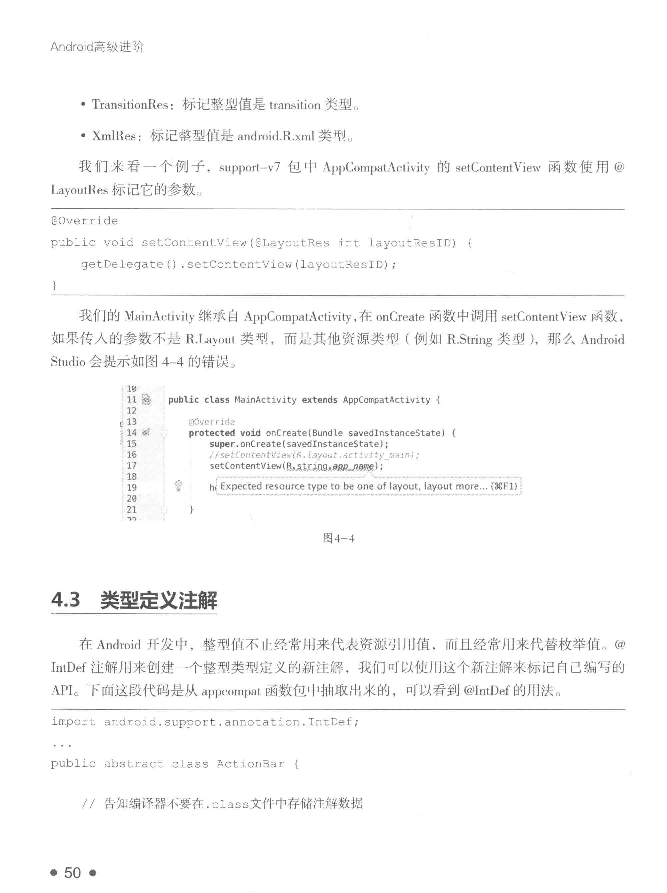 Android高级进阶
• TransitionRes：标记整型值是 transition 类型。
• XmlRes：标记整型值是 android.R.xml 类型。
我们来看一个例子，support-v7 包中 AppCompatActivity 的 setContentView 函数使用 @
LayoutRes 标记它的参数。
@Override
public void setContentView(@LayoutRes int layoutResID) {
getDelegate().setContentView(layoutResID);
}
我们的 MainActivity 继承自 AppCompatActivity，在 onCreate 函数中调用 setContentView 函数，
如果传入的参数不是 R.Layout 类型，而是其他资源类型（例如 R.String 类型），那么 Android
Studio 会提示如图 4-4 的错误。
10
11 public class MainActivity extends AppCompatActivity {
12
13 @Override
14 protected void onCreate(Bundle savedInstanceState) {
15 super.onCreate(savedInstanceState);
16 //setContentView(R.layout.activity_main);
17 setContentView(R.string.app_name);
18
19 h Expected resource type to be one of layout, layout more... (⌘F1)
20
21 }
22
图4-4
4.3 类型定义注解
在 Android 开发中，整型值不止经常用来代表资源引用值，而且经常用来代替枚举值。@
IntDef 注解用来创建一个整型类型定义的新注解，我们可以使用这个新注解来标记自己编写的
API。下面这段代码是从 appcompat 函数包中抽取出来的，可以看到 @IntDef 的用法。
import android.support.annotation.IntDef;
...
public abstract class ActionBar {
// 告知编译器不要在.class文件中存储注解数据
• 50 •